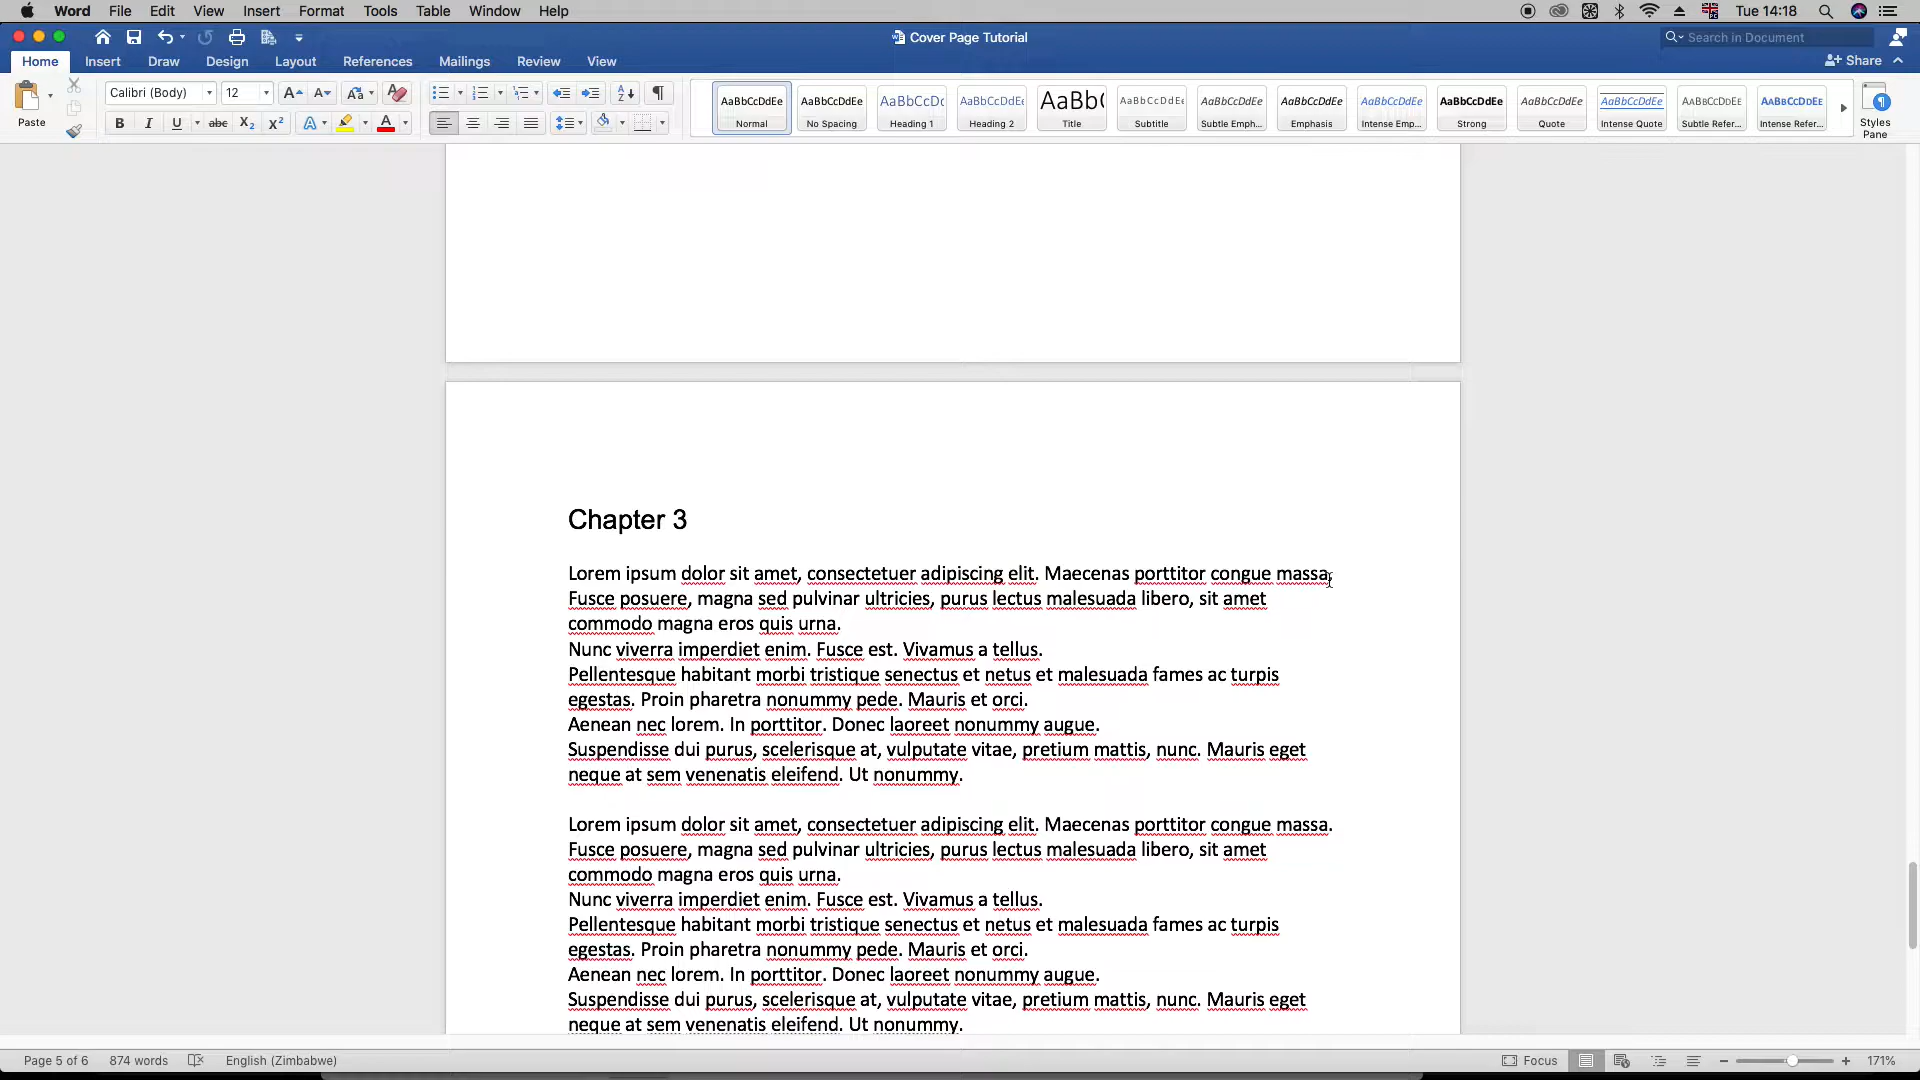 Word File Edit View Insert Format Tools Table Window Help Tue 14:18
Cover Page Tutorial Search in Document
Home Insert Draw Design Layout References Mailings Review View Share
Paste Calibri (Body) 12
B I U abc X2 X2 A A
AaBbCcDdEe Normal
AaBbCcDdEe No Spacing
AaBbCcDc Heading 1
AaBbCcDdEe Heading 2
AaBb( Title
AaBbCcDdEe Subtitle
AaBbCcDdEe Subtle Emph...
AaBbCcDdEe Emphasis
AaBbCcDdEe Intense Emp...
AaBbCcDdEe Strong
AaBbCcDdEe Quote
AaBbCcDdEe Intense Quote
AaBbCcDdEe Subtle Refer...
AaBbCcDdEe Intense Refer...
Styles
Pane
Chapter 3
Lorem ipsum dolor sit amet, consectetuer adipiscing elit. Maecenas porttitor congue massa.
Fusce posuere, magna sed pulvinar ultricies, purus lectus malesuada libero, sit amet
commodo magna eros quis urna.
Nunc viverra imperdiet enim. Fusce est. Vivamus a tellus.
Pellentesque habitant morbi tristique senectus et netus et malesuada fames ac turpis
egestas. Proin pharetra nonummy pede. Mauris et orci.
Aenean nec lorem. In porttitor. Donec laoreet nonummy augue.
Suspendisse dui purus, scelerisque at, vulputate vitae, pretium mattis, nunc. Mauris eget
neque at sem venenatis eleifend. Ut nonummy.
Lorem ipsum dolor sit amet, consectetuer adipiscing elit. Maecenas porttitor congue massa.
Fusce posuere, magna sed pulvinar ultricies, purus lectus malesuada libero, sit amet
commodo magna eros quis urna.
Nunc viverra imperdiet enim. Fusce est. Vivamus a tellus.
Pellentesque habitant morbi tristique senectus et netus et malesuada fames ac turpis
egestas. Proin pharetra nonummy pede. Mauris et orci.
Aenean nec lorem. In porttitor. Donec laoreet nonummy augue.
Suspendisse dui purus, scelerisque at, vulputate vitae, pretium mattis, nunc. Mauris eget
neque at sem venenatis eleifend. Ut nonummy.
Page 5 of 6 874 words English (Zimbabwe) Focus 171%